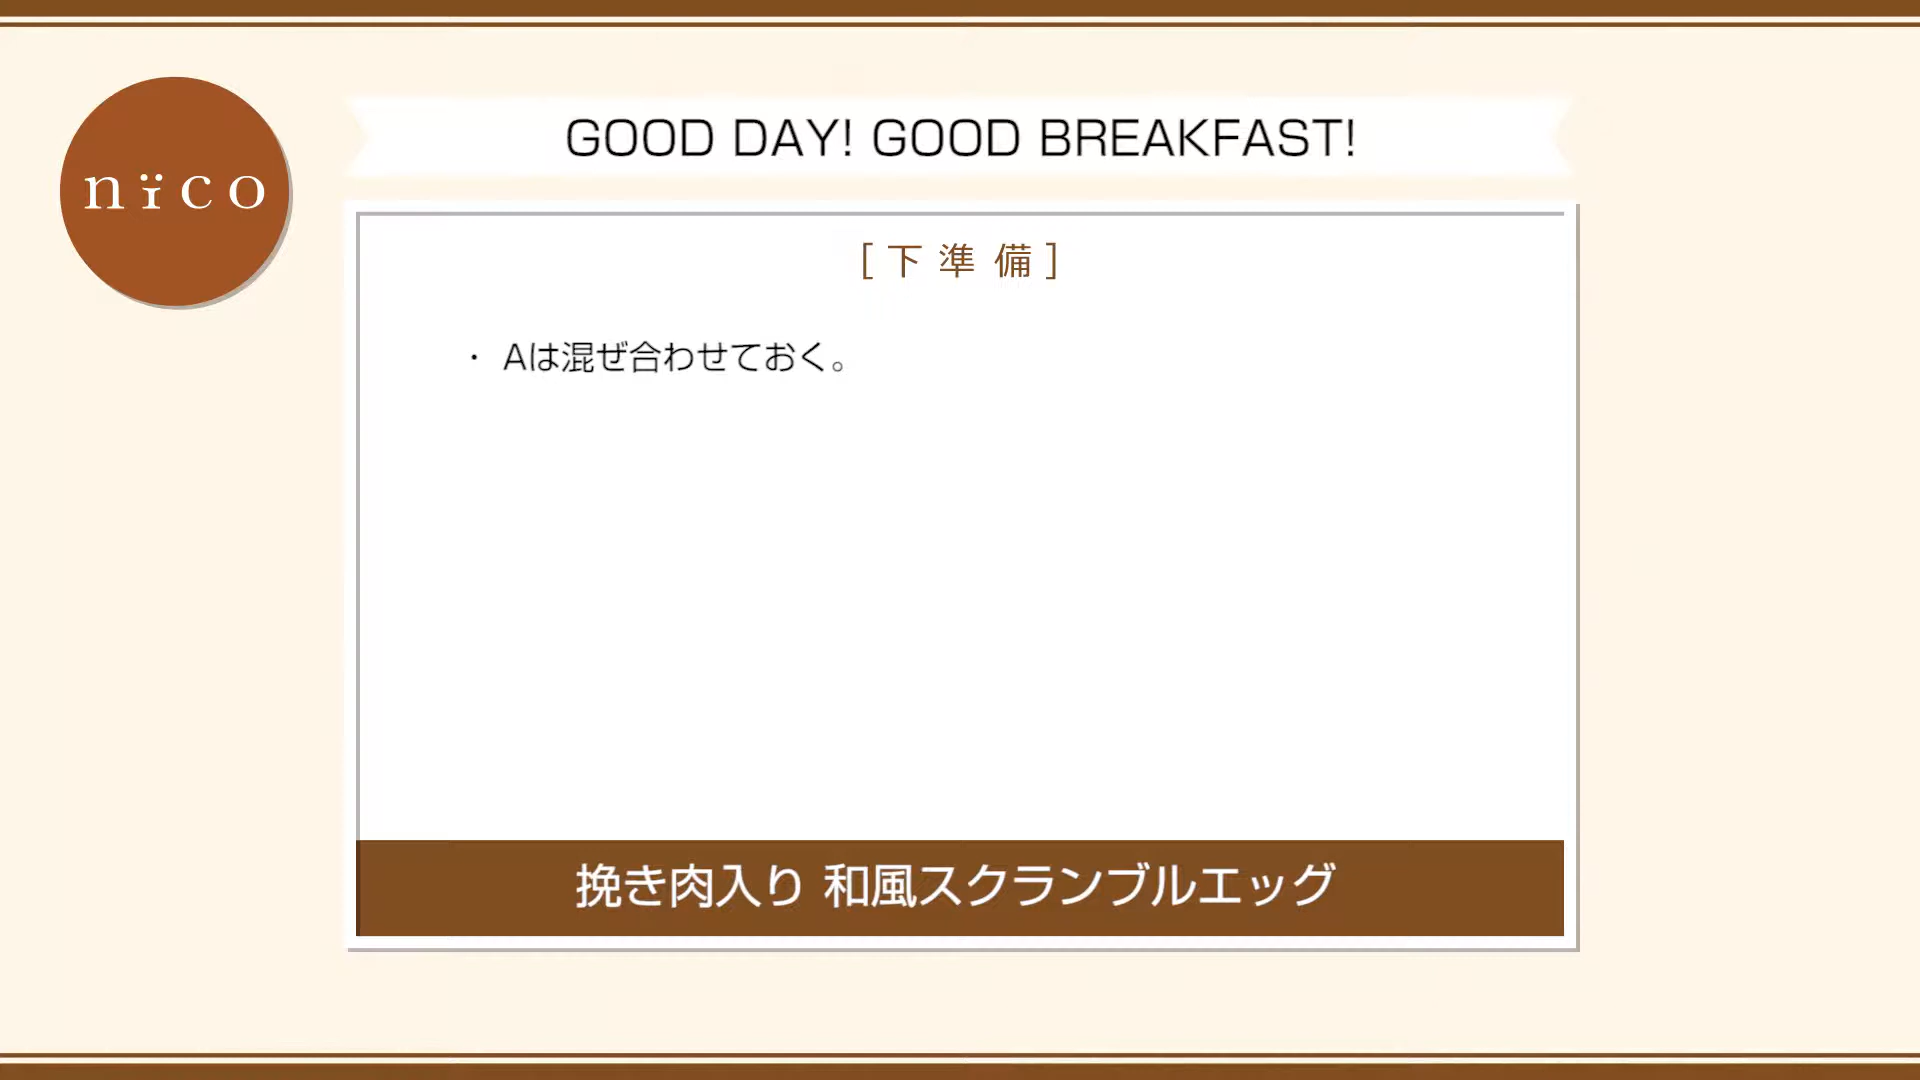 nico
GOOD DAY! GOOD BREAKFAST!
[下準備]
・ Aは混ぜ合わせておく。
挽き肉入り 和風スクランブルエッグ